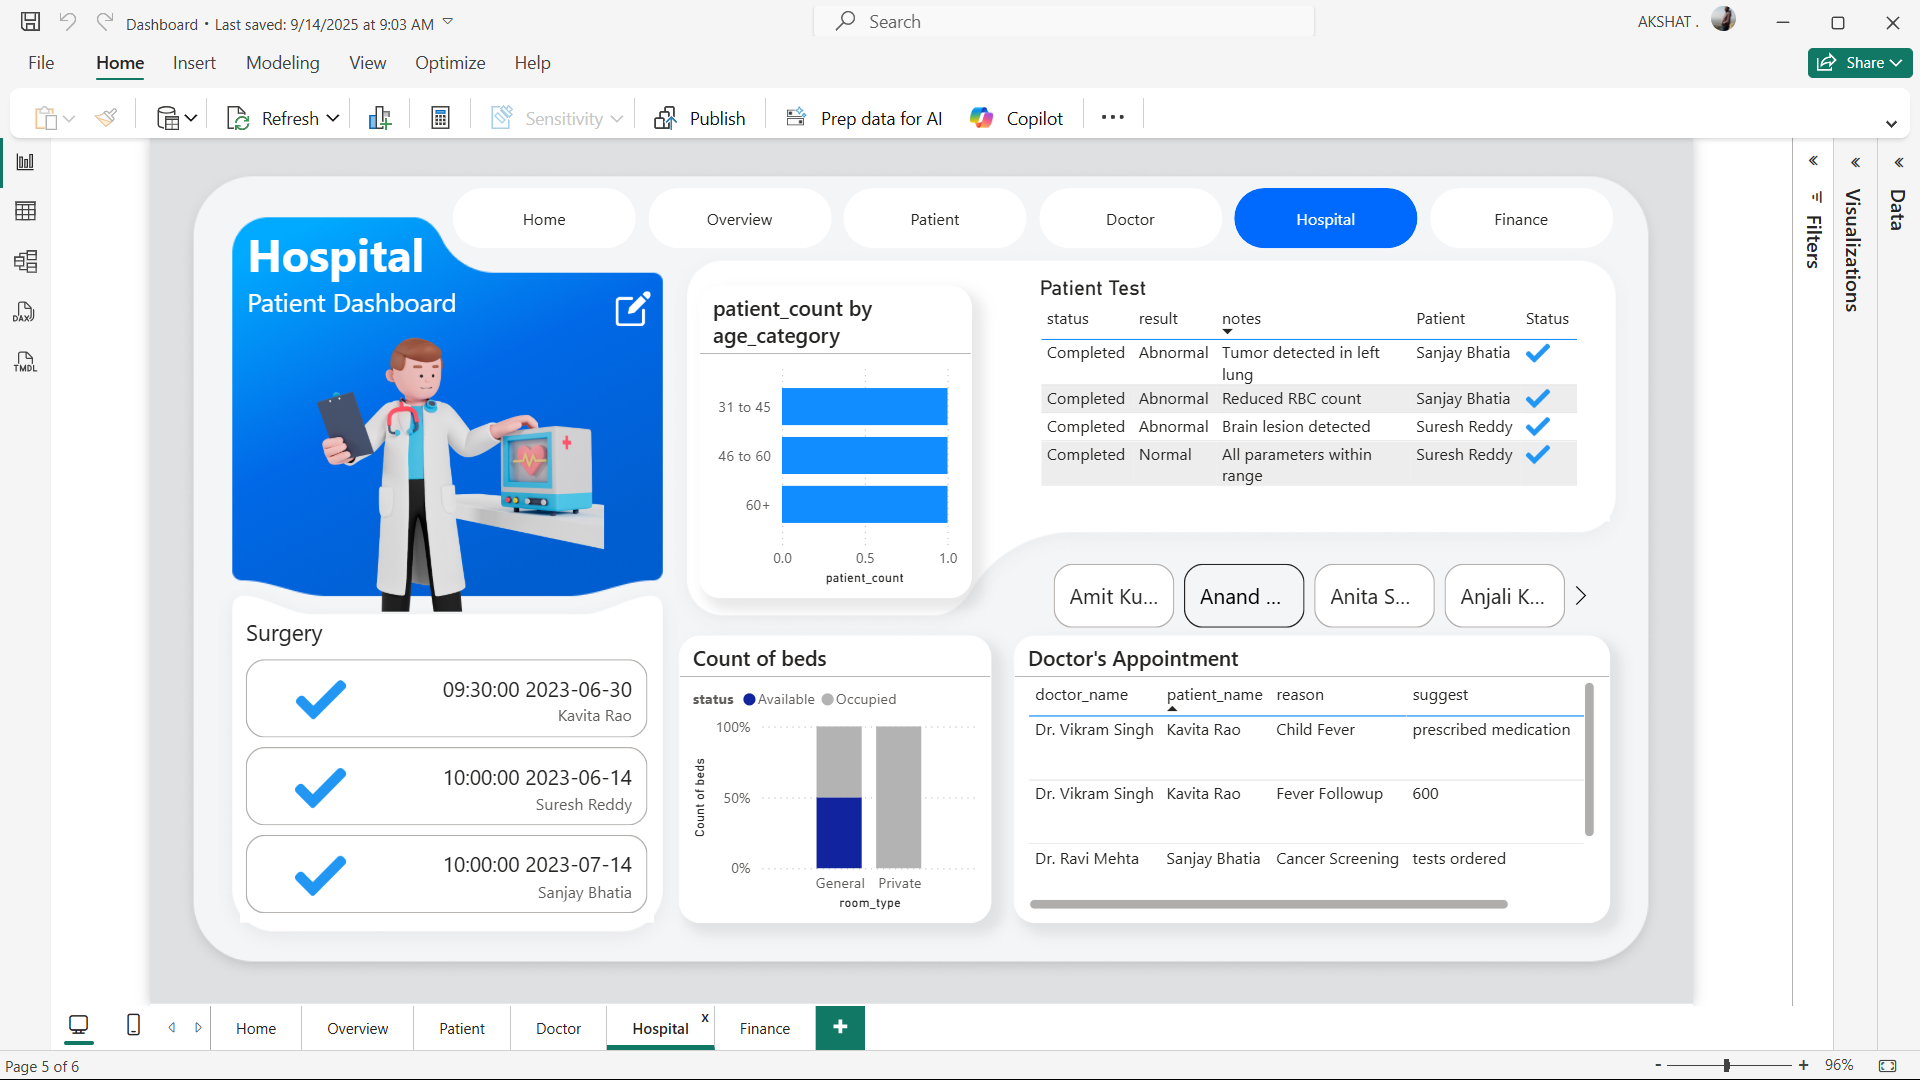 Dashboard • Last saved: 9/14/2025 at 9:03 AM
Search
AKSHAT .
File
Home
Insert
Modeling
View
Optimize
Help
Share
Refresh
Sensitivity
Publish
Prep data for AI
Copilot
DAX
TMDL
Hospital
Patient Dashboard
Home
Overview
Patient
Doctor
Hospital
Finance
Filters
Visualizations
Data
patient_count by
age_category
31 to 45
46 to 60
60+
0.0 0.5 1.0
patient_count
Patient Test
status result notes Patient Status
Completed Abnormal Tumor detected in left Sanjay Bhatia
lung
Completed Abnormal Reduced RBC count Sanjay Bhatia
Completed Abnormal Brain lesion detected Suresh Reddy
Completed Normal All parameters within Suresh Reddy
range
Amit Ku...
Anand ...
Anita S...
Anjali K...
Surgery
09:30:00 2023-06-30
Kavita Rao
10:00:00 2023-06-14
Suresh Reddy
10:00:00 2023-07-14
Sanjay Bhatia
Count of beds
status Available Occupied
100%
50%
0%
Count of beds
General Private
room_type
Doctor's Appointment
doctor_name patient_name reason suggest
Dr. Vikram Singh Kavita Rao Child Fever prescribed medication
Dr. Vikram Singh Kavita Rao Fever Followup 600
Dr. Ravi Mehta Sanjay Bhatia Cancer Screening tests ordered
Home
Overview
Patient
Doctor
Hospital x
Finance
+
Page 5 of 6
- + 96%